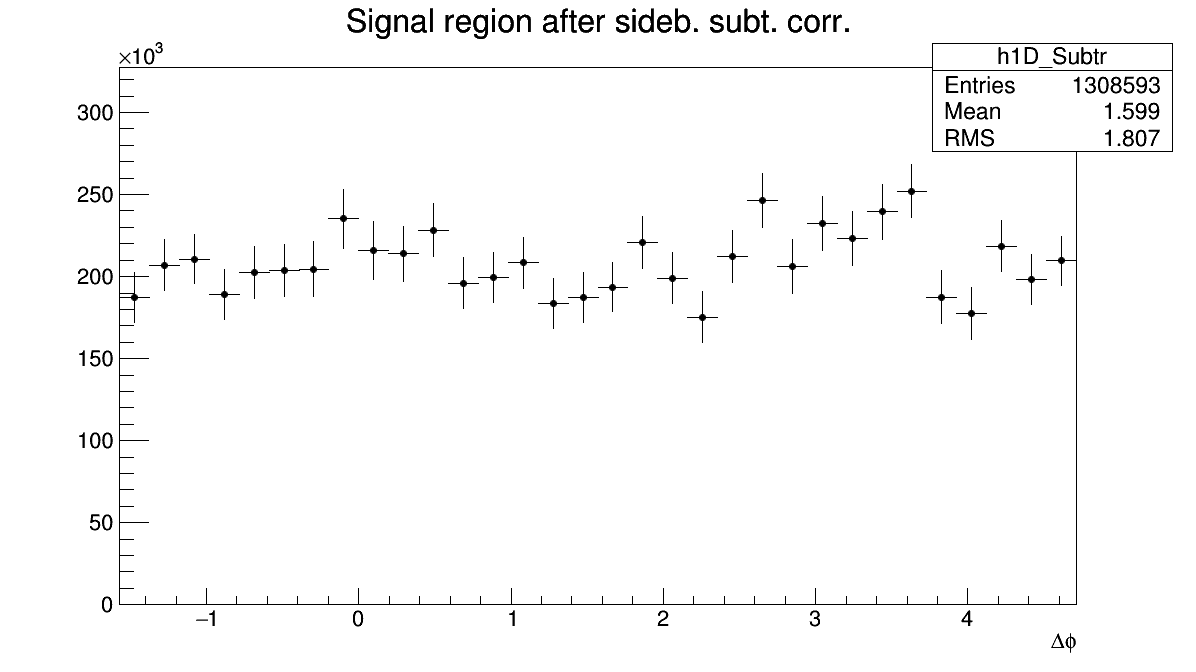 Signal region after sideb. subt. corr.
×10³
h1D_Subtr
Entries 1308593
Mean 1.599
RMS 1.807
300
250
200
150
100
50
0
−1 0 1 2 3 4
Δϕ